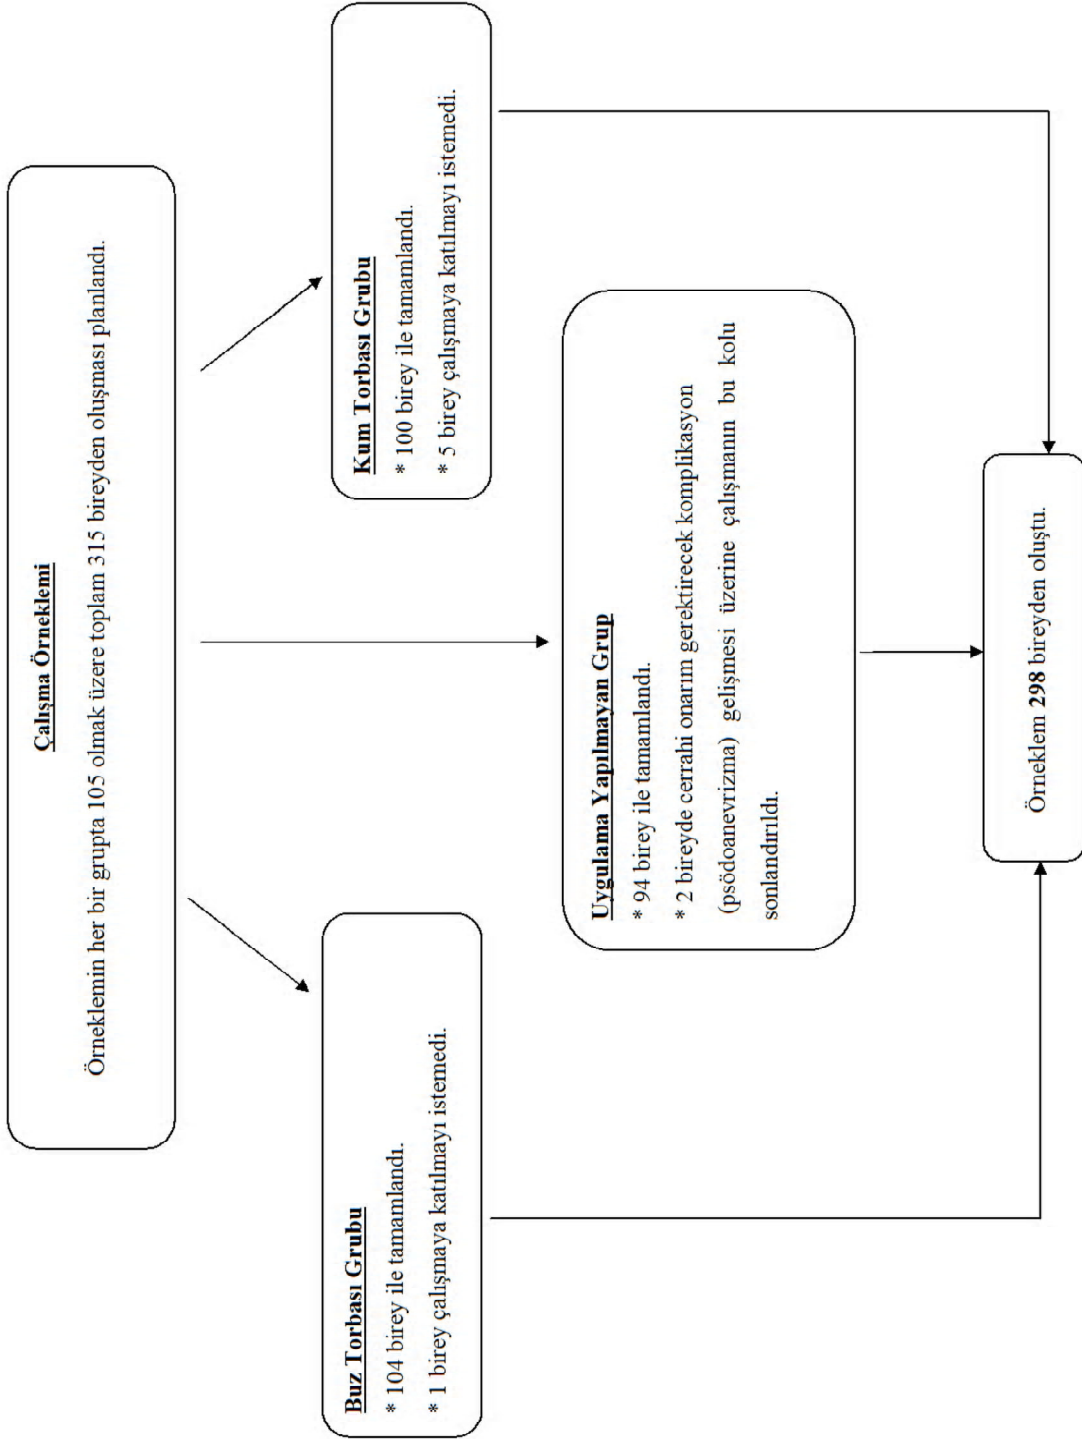 Çalışma Örneklemi
Örneklemin her bir grupta 105 olmak üzere toplam 315 bireyden oluşması planlandı.
Buz Torbası Grubu
* 104 birey ile tamamlandı.
* 1 birey çalışmaya katılmayı istemedi.
Uygulama Yapılmayan Grup
* 94 birey ile tamamlandı.
* 2 bireyde cerrahi onarım gerektirecek komplikasyon
(psödoanevrizma) gelişmesi üzerine çalışmanın bu kolu
sonlandırıldı.
Kum Torbası Grubu
* 100 birey ile tamamlandı.
* 5 birey çalışmaya katılmayı istemedi.
Örneklem 298 bireyden oluştu.